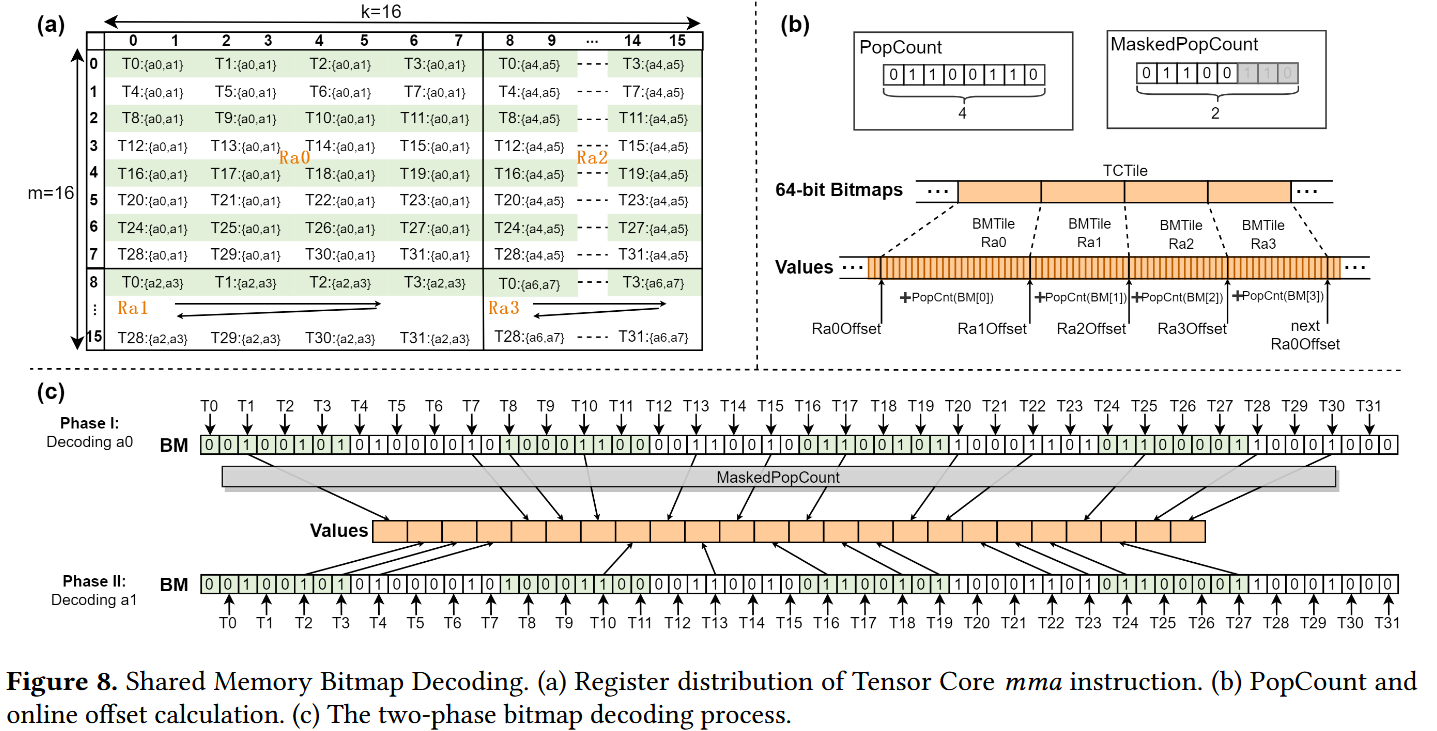 (a)
k=16
0 1 2 3 4 5 6 7 8 9 ... 14 15
m=16
0 T0:{a0,a1} T1:{a0,a1} T2:{a0,a1} T3:{a0,a1} T0:{a4,a5} T3:{a4,a5}
1 T4:{a0,a1} T5:{a0,a1} T6:{a0,a1} T7:{a0,a1} T4:{a4,a5} T7:{a4,a5}
2 T8:{a0,a1} T9:{a0,a1} T10:{a0,a1} T11:{a0,a1} T8:{a4,a5} T11:{a4,a5}
3 T12:{a0,a1} T13:{a0,a1} T14:{a0,a1} T15:{a0,a1} T12:{a4,a5} T15:{a4,a5}
Ra0 Ra2
4 T16:{a0,a1} T17:{a0,a1} T18:{a0,a1} T19:{a0,a1} T16:{a4,a5} T19:{a4,a5}
5 T20:{a0,a1} T21:{a0,a1} T22:{a0,a1} T23:{a0,a1} T20:{a4,a5} T23:{a4,a5}
6 T24:{a0,a1} T25:{a0,a1} T26:{a0,a1} T27:{a0,a1} T24:{a4,a5} T27:{a4,a5}
7 T28:{a0,a1} T29:{a0,a1} T30:{a0,a1} T31:{a0,a1} T28:{a4,a5} T31:{a4,a5}
8 T0:{a2,a3} T1:{a2,a3} T2:{a2,a3} T3:{a2,a3} T0:{a6,a7} T3:{a6,a7}
⋮ Ra1 Ra3
15 T28:{a2,a3} T29:{a2,a3} T30:{a2,a3} T31:{a2,a3} T28:{a6,a7} T31:{a6,a7}
(b)
PopCount
0 1 1 0 0 1 1 0
4
MaskedPopCount
0 1 1 0 0 1 1 0
2
TCTile
64-bit Bitmaps ... ...
BMTile BMTile BMTile BMTile
Ra0 Ra1 Ra2 Ra3
Values ... ...
+PopCnt(BM[0]) +PopCnt(BM[1]) +PopCnt(BM[2]) +PopCnt(BM[3])
Ra0Offset Ra1Offset Ra2Offset Ra3Offset next
Ra0Offset
(c)
T0 T1 T2 T3 T4 T5 T6 T7 T8 T9 T10 T11 T12 T13 T14 T15 T16 T17 T18 T19 T20 T21 T22 T23 T24 T25 T26 T27 T28 T29 T30 T31
Phase I:
Decoding a0
BM 0 0 1 0 0 1 0 1 0 1 0 0 0 0 1 0 1 0 0 0 1 1 0 0 0 0 1 1 0 0 1 0 0 1 1 0 0 1 0 1 1 0 0 0 1 1 0 1 0 1 1 0 0 0 0 1 1 0 0 0 1 0 0 0
MaskedPopCount
Values
Phase II:
Decoding a1
BM 0 0 1 0 0 1 0 1 0 1 0 0 0 0 1 0 1 0 0 0 1 1 0 0 0 0 1 1 0 0 1 0 0 1 1 0 0 1 0 1 1 0 0 0 1 1 0 1 0 1 1 0 0 0 0 1 1 0 0 0 1 0 0 0
T0 T1 T2 T3 T4 T5 T6 T7 T8 T9 T10 T11 T12 T13 T14 T15 T16 T17 T18 T19 T20 T21 T22 T23 T24 T25 T26 T27 T28 T29 T30 T31
Figure 8. Shared Memory Bitmap Decoding. (a) Register distribution of Tensor Core mma instruction. (b) PopCount and
online offset calculation. (c) The two-phase bitmap decoding process.